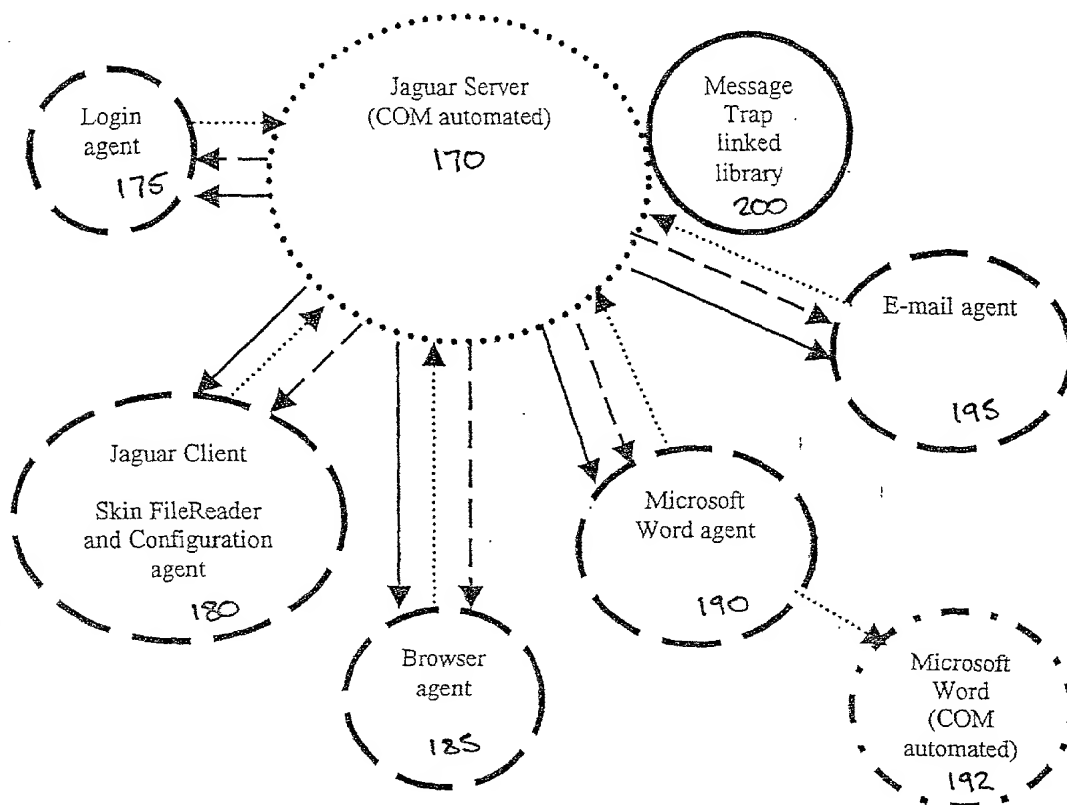 Jaguar Server
(COM automated)
170
Message
Trap
linked
library
200
Login
agent
175
E-mail agent
195
Jaguar Client
Skin FileReader
and Configuration
agent
180
Microsoft
Word agent
190
Browser
agent
185
Microsoft
Word
(COM
automated)
192